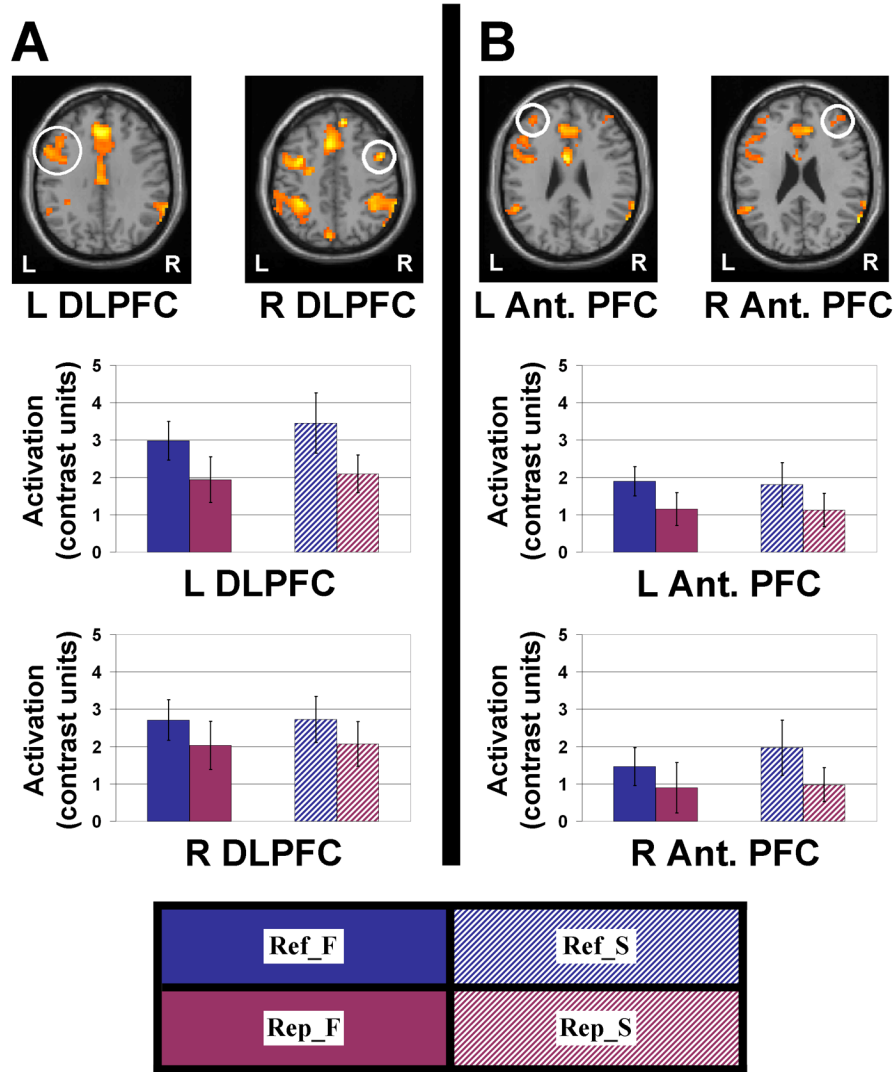 A
B
L R
L R
L R
L R
L DLPFC
R DLPFC
L Ant. PFC
R Ant. PFC
Activation
(contrast units)
5
4
3
2
1
0
L DLPFC
Activation
(contrast units)
5
4
3
2
1
0
L Ant. PFC
Activation
(contrast units)
5
4
3
2
1
0
R DLPFC
Activation
(contrast units)
5
4
3
2
1
0
R Ant. PFC
Ref_F
Ref_S
Rep_F
Rep_S